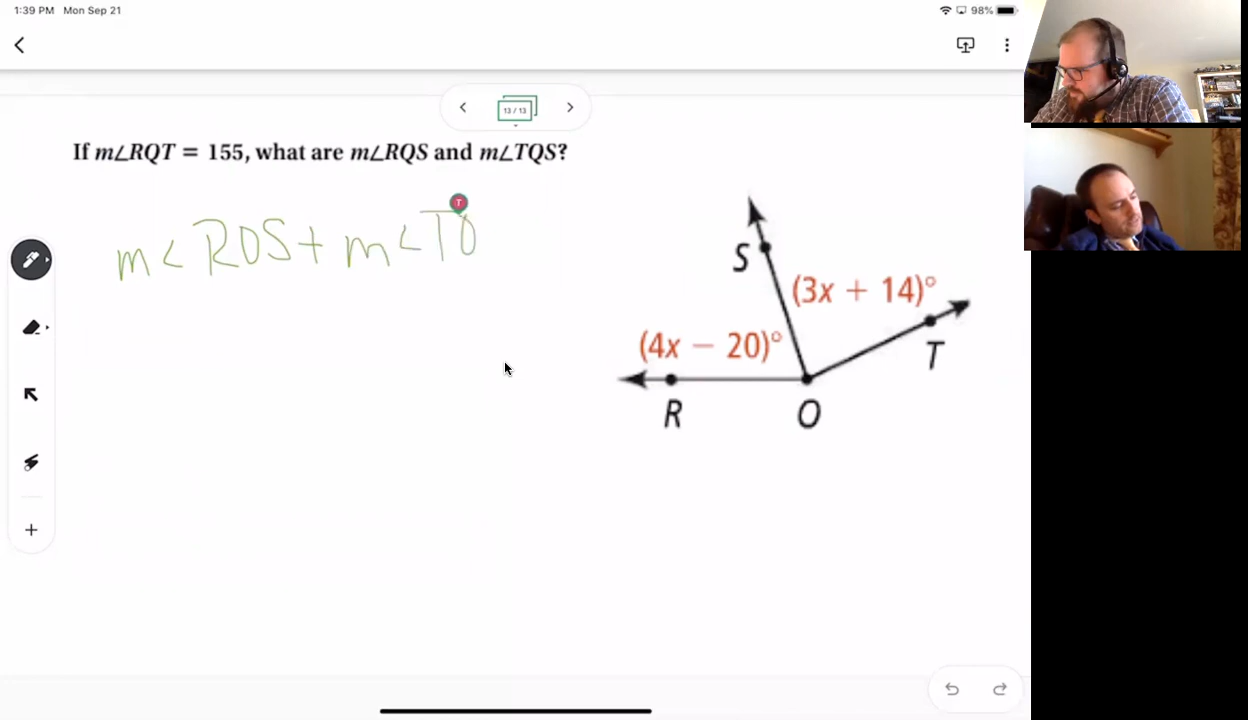 1:39 PM Mon Sep 21
98%
13 / 13
If m∠RQT = 155, what are m∠RQS and m∠TQS?
T
m∠ROS + m∠TO
S
(3x + 14)°
(4x − 20)°
T
R
O